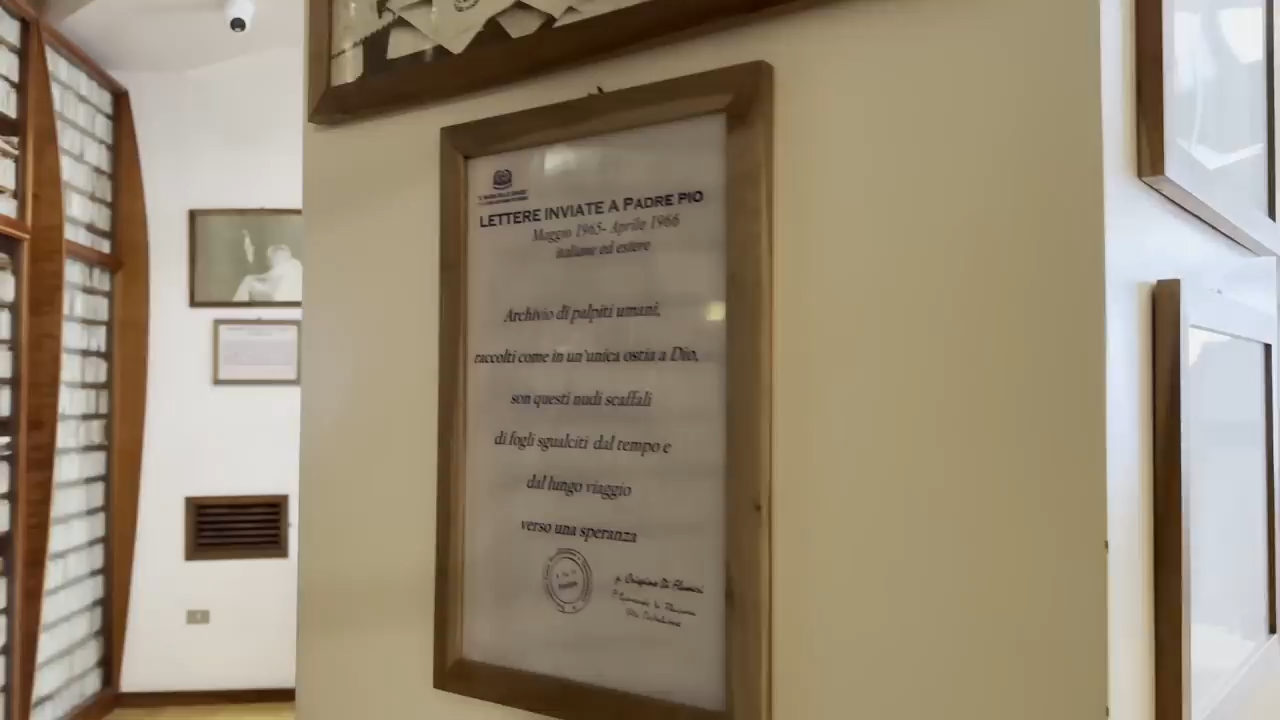 LETTERE INVIATE A PADRE PIO
Maggio 1965- Aprile 1966
italiane ed estere
Archivio di palpiti umani,
raccolti come in un'unica ostia a Dio,
son questi nudi scaffali
di fogli sgualciti dal tempo e
dal lungo viaggio
verso una speranza